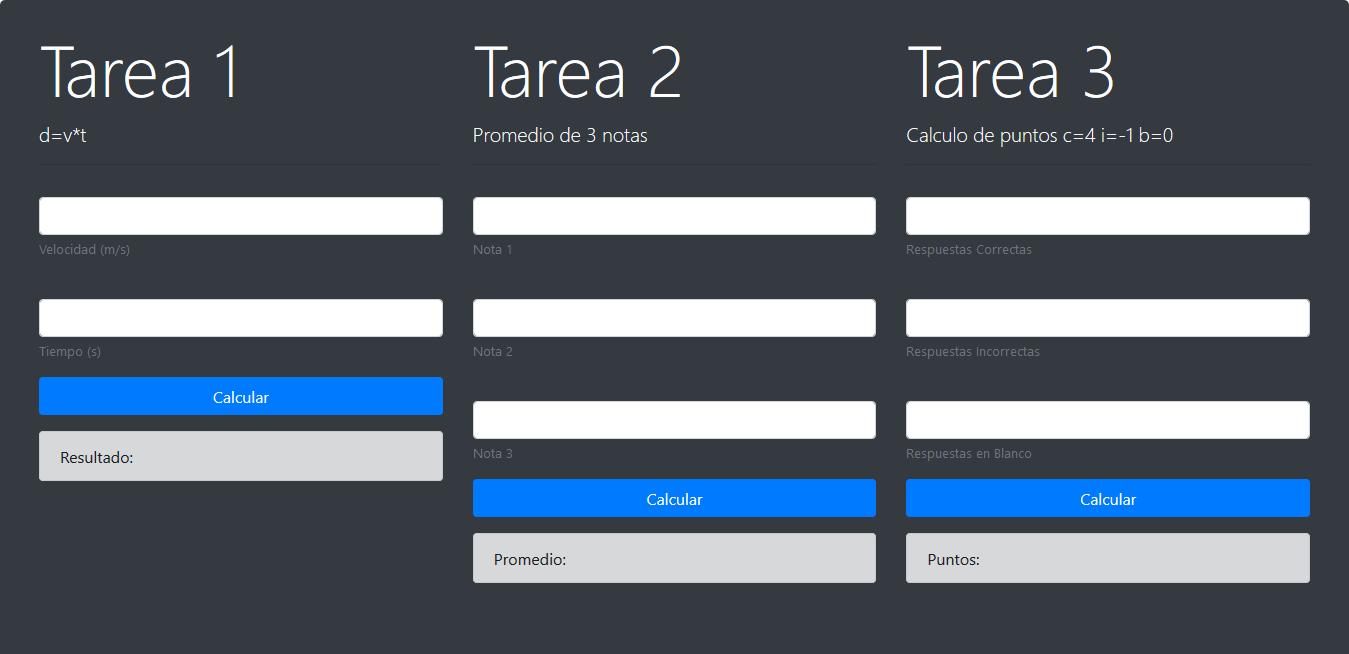 Tarea 1
d=v*t
Velocidad (m/s)
Tiempo (s)
Calcular
Resultado:
Tarea 2
Promedio de 3 notas
Nota 1
Nota 2
Nota 3
Calcular
Promedio:
Tarea 3
Calculo de puntos c=4 i=-1 b=0
Respuestas Correctas
Respuestas Incorrectas
Respuestas en Blanco
Calcular
Puntos: